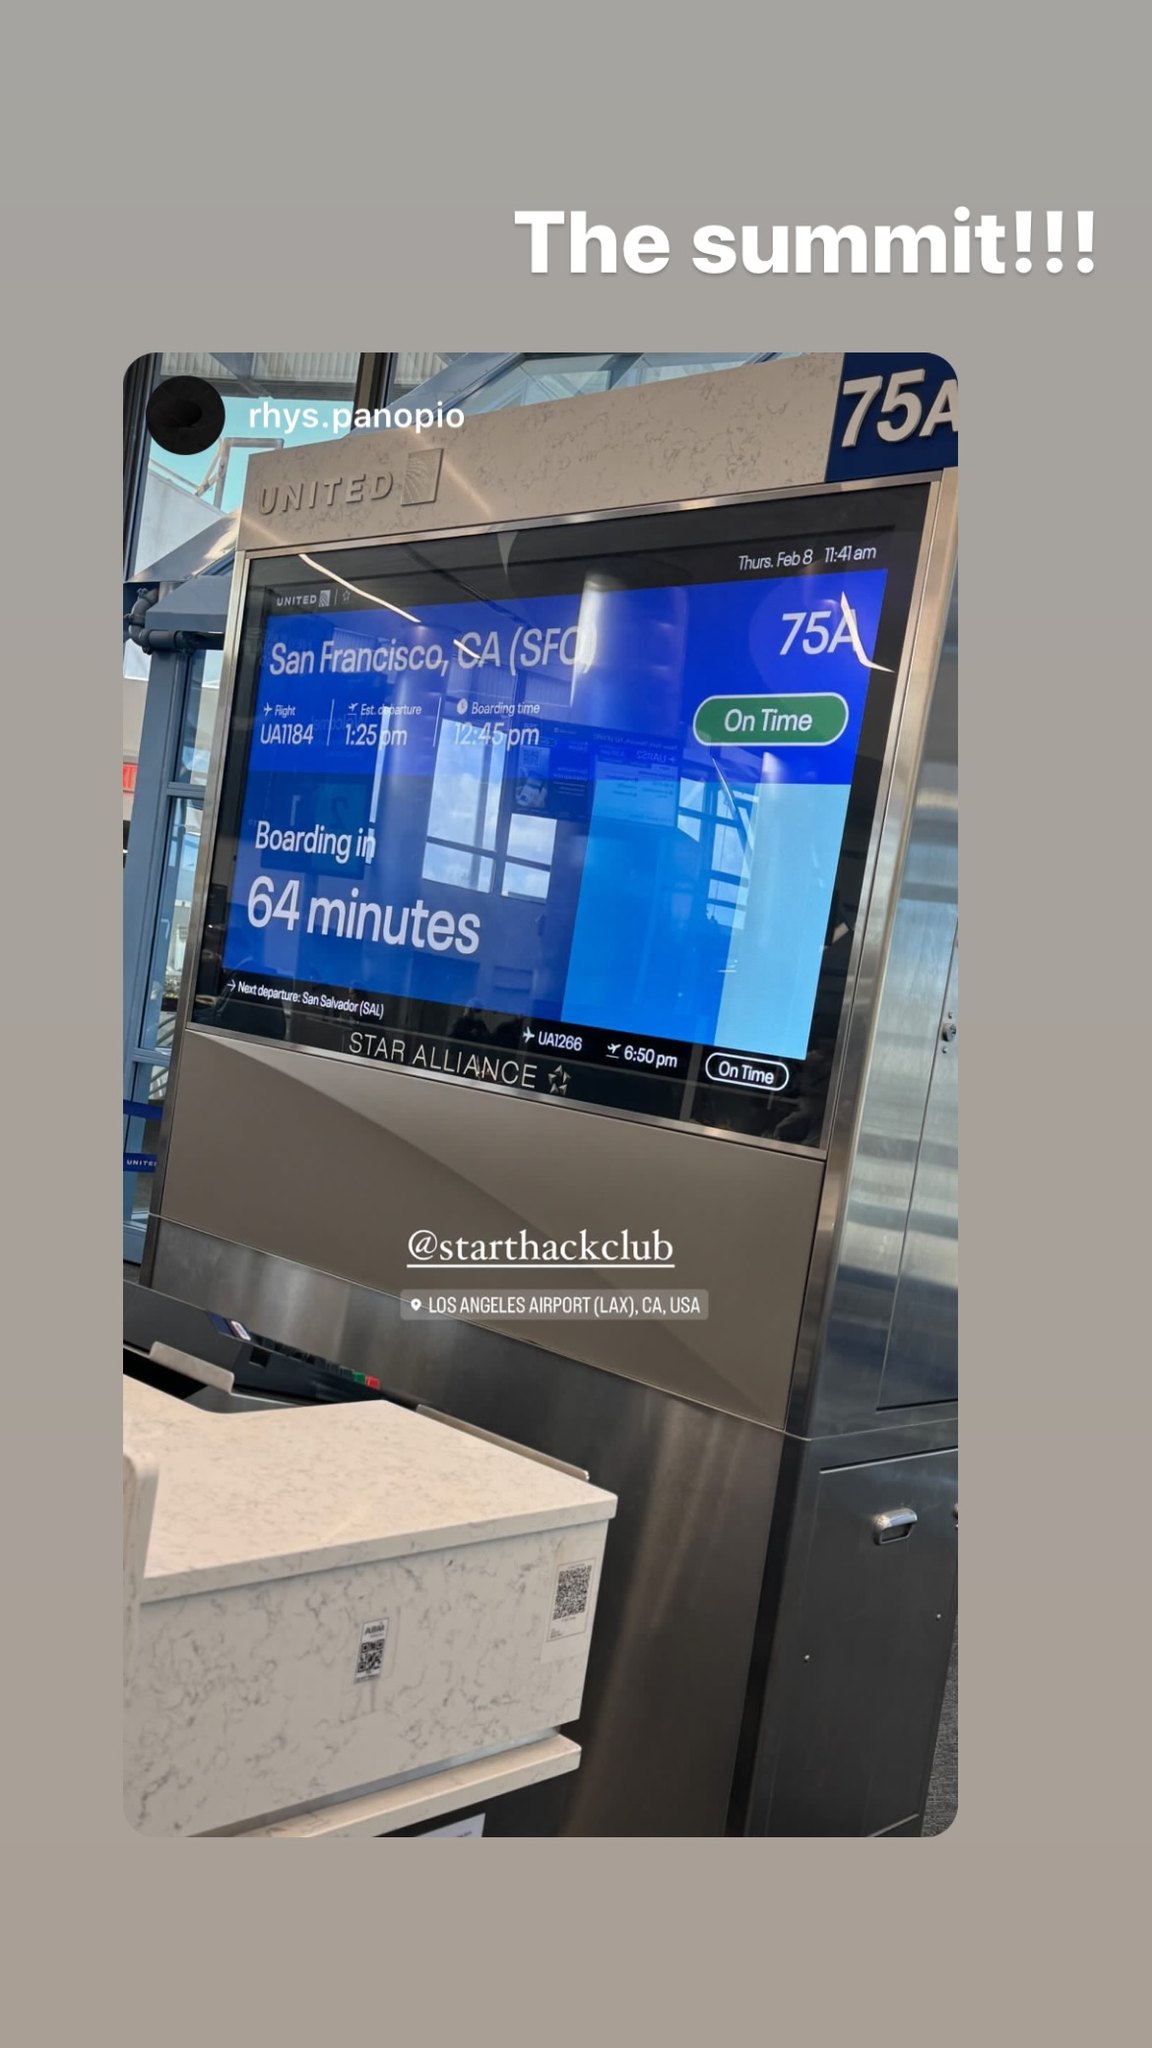 The summit!!!
rhys.panopio
75A
UNITED
Thurs. Feb 8 11:41 am
UNITED
San Francisco, CA (SFO)
75A
Flight
UA1184
Est. departure
1:25 pm
Boarding time
12:45 pm
On Time
Boarding in
64 minutes
→ Next departure: San Salvador (SAL)
UA1266
6:50 pm
On Time
STAR ALLIANCE
UNITE
@starthackclub
LOS ANGELES AIRPORT (LAX), CA, USA
ABM